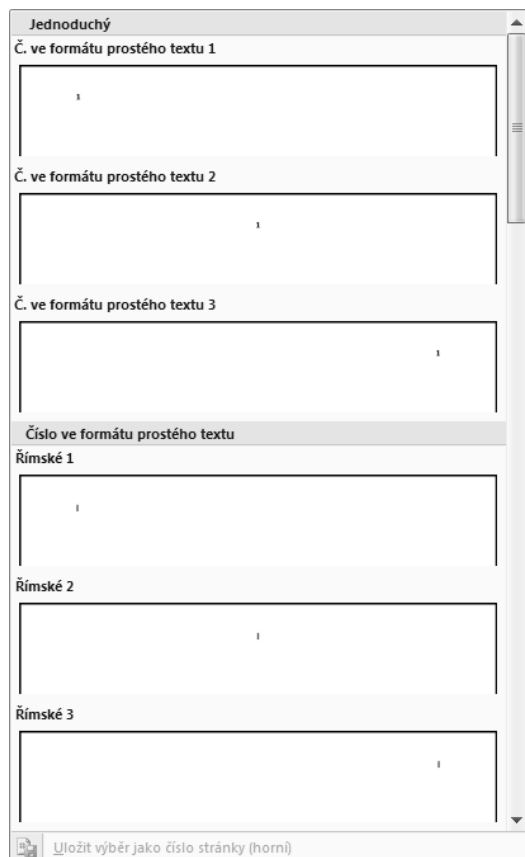 Jednoduchý
Č. ve formátu prostého textu 1
1
Č. ve formátu prostého textu 2
1
Č. ve formátu prostého textu 3
1
Číslo ve formátu prostého textu
Římské 1
I
Římské 2
I
Římské 3
I
Uložit výběr jako číslo stránky (horní)